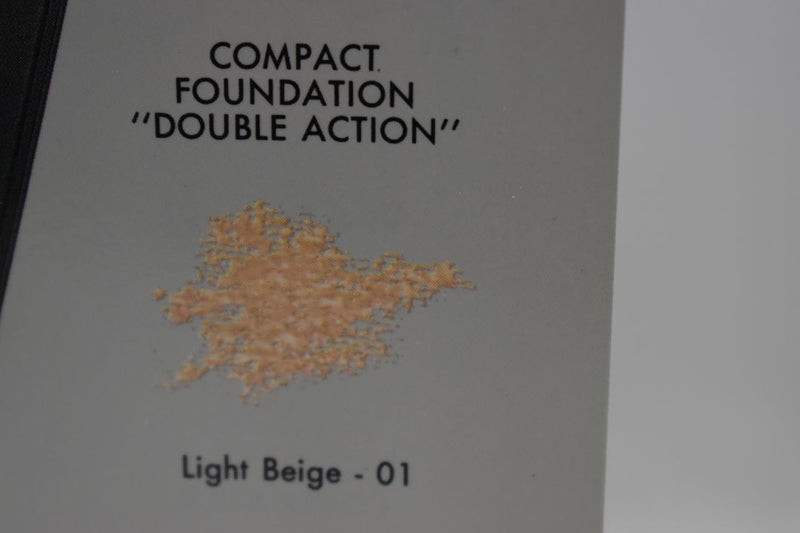 COMPACT
FOUNDATION
"DOUBLE ACTION"
Light Beige - 01